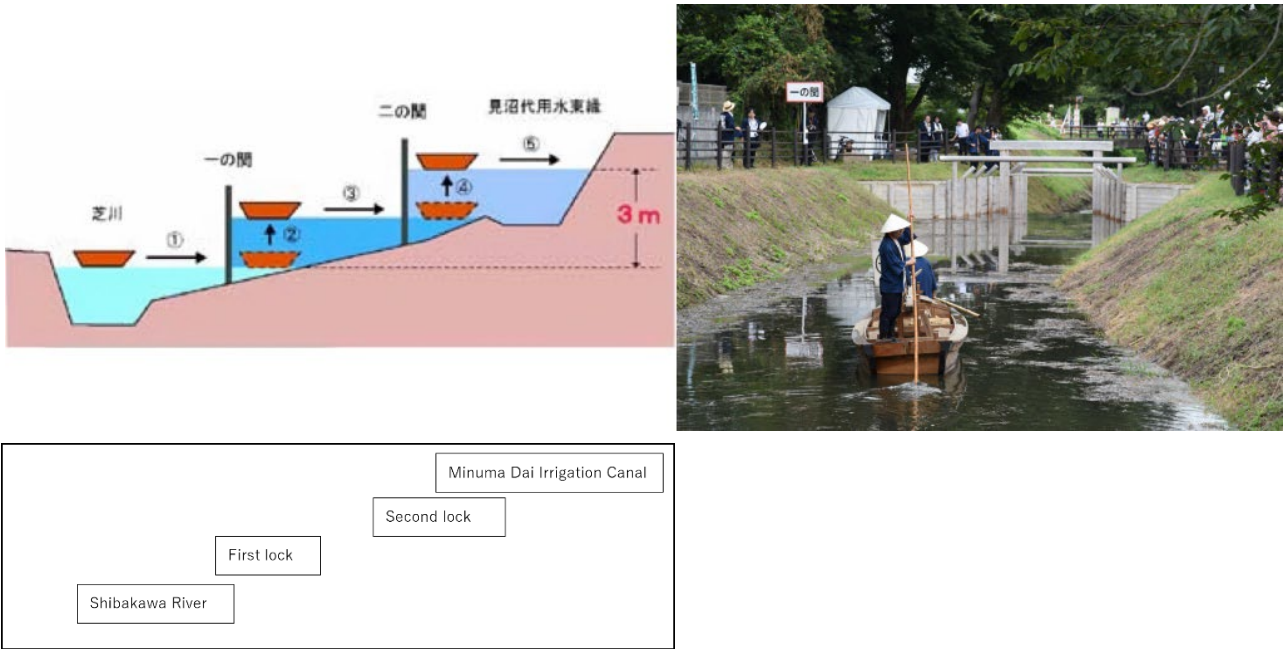 見沼代用水東縁
二の関
一の関
芝川
①
②
③
④
⑤
3 m
一の関
Minuma Dai Irrigation Canal
Second lock
First lock
Shibakawa River